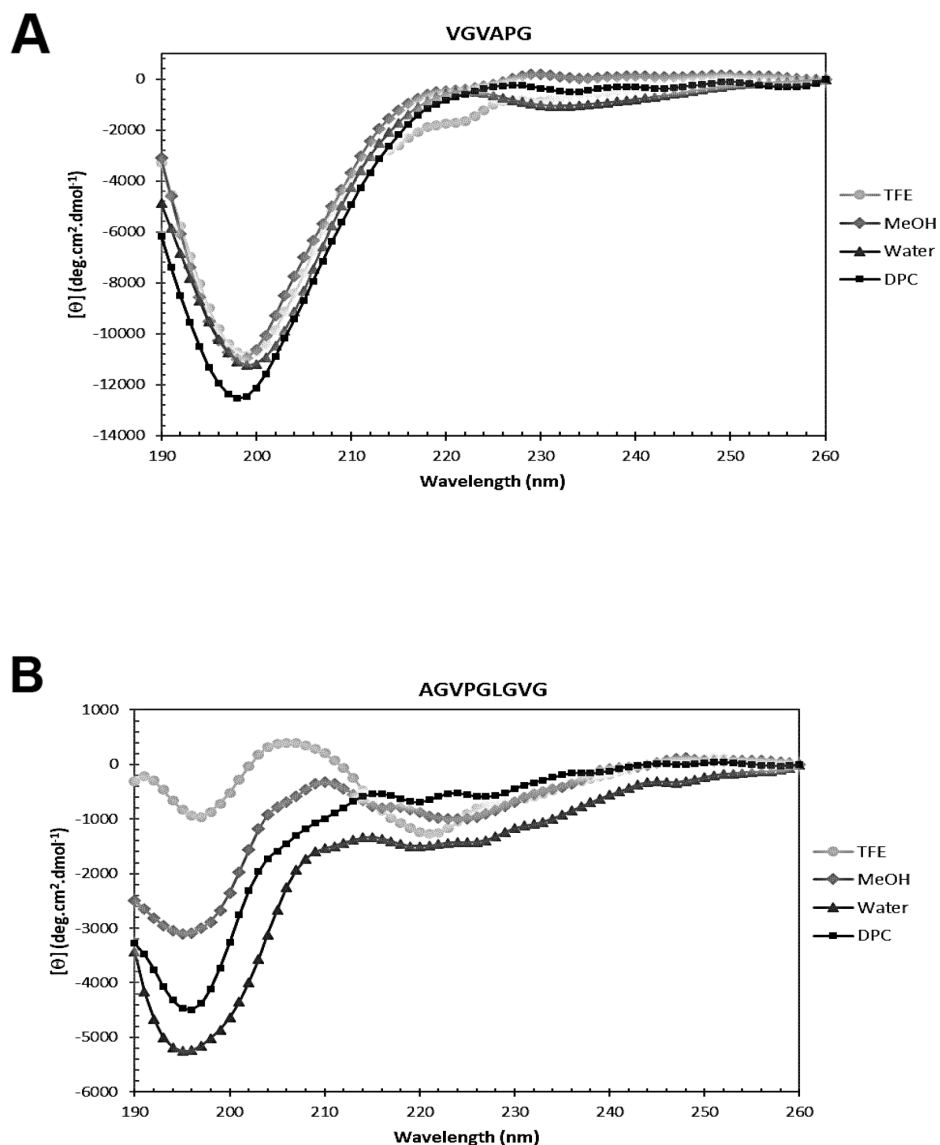 A
VGVAPG
0
-2000
-4000
-6000
-8000
-10000
-12000
-14000
[Θ] (deg.cm².dmol⁻¹)
190 200 210 220 230 240 250 260
Wavelength (nm)
TFE
MeOH
Water
DPC
B
AGVPGLGVG
1000
0
-1000
-2000
-3000
-4000
-5000
-6000
[Θ] (deg.cm².dmol⁻¹)
190 200 210 220 230 240 250 260
Wavelength (nm)
TFE
MeOH
Water
DPC